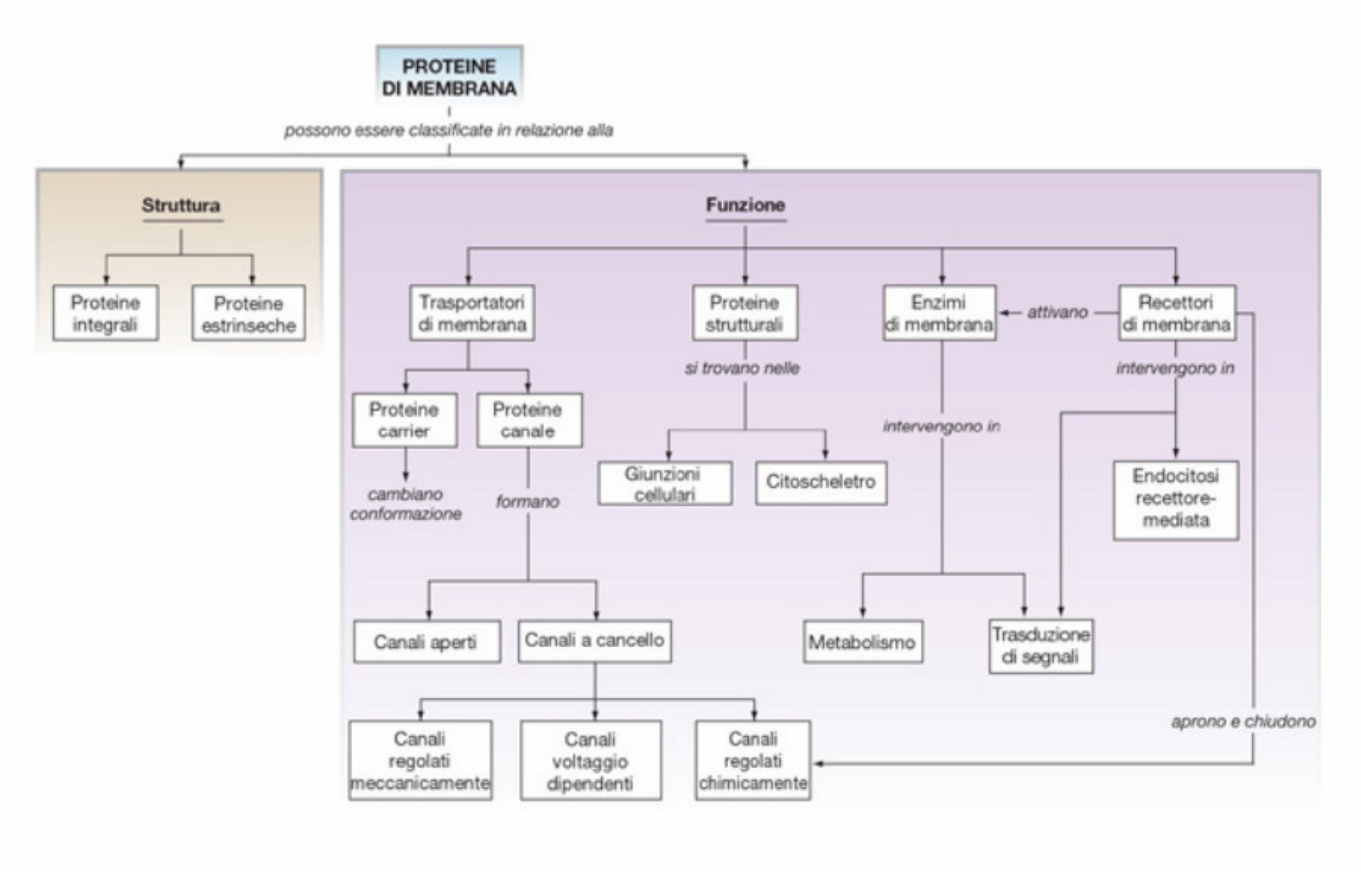 PROTEINE
DI MEMBRANA
possono essere classificate in relazione alla
Struttura
Proteine
integrali
Proteine
estrinseche
Funzione
Trasportatori
di membrana
Proteine
strutturali
Enzimi
di membrana
attivano
Recettori
di membrana
si trovano nelle
intervengono in
Proteine
carrier
Proteine
canale
intervengono in
cambiano
conformazione
formano
Giunzioni
cellulari
Citoscheletro
Endocitosi
recettore-
mediata
Canali aperti
Canali a cancello
Metabolismo
Trasduzione
di segnali
aprono e chiudono
Canali
regolati
meccanicamente
Canali
voltaggio
dipendenti
Canali
regolati
chimicamente